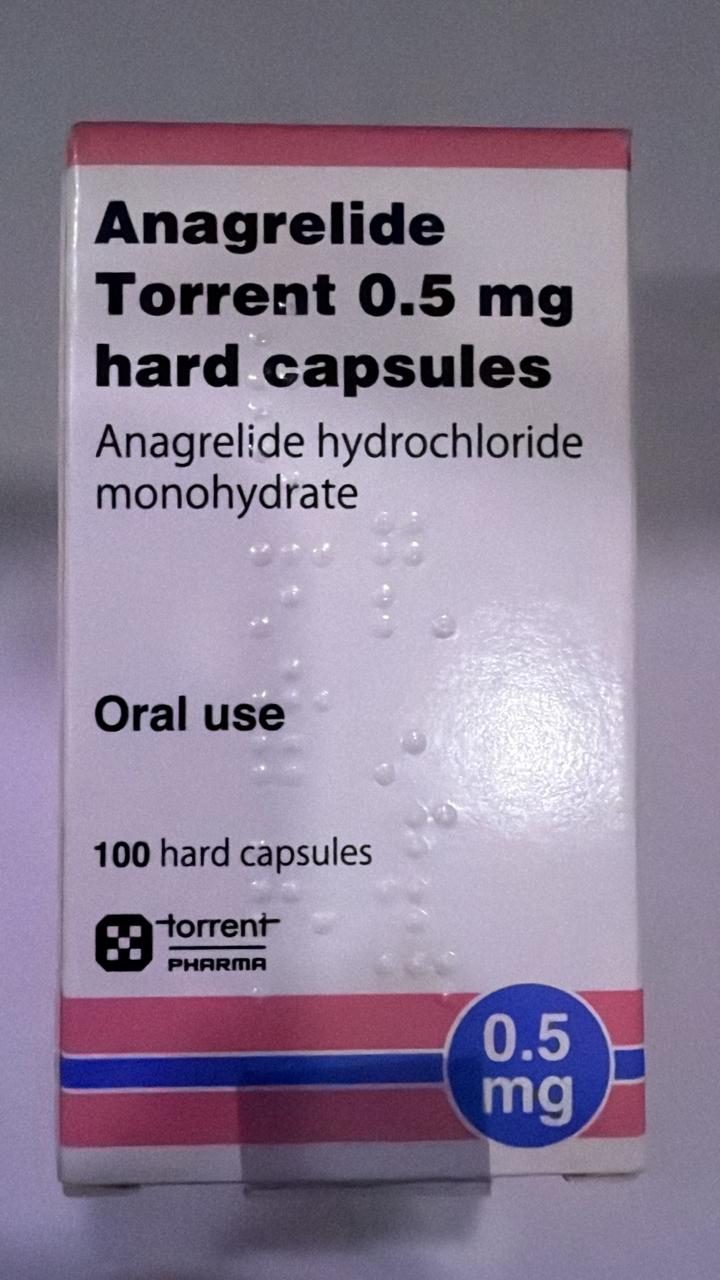 Anagrelide
Torrent 0.5 mg
hard capsules
Anagrelide hydrochloride
monohydrate
Oral use
100 hard capsules
torrent
PHARMA
0.5
mg